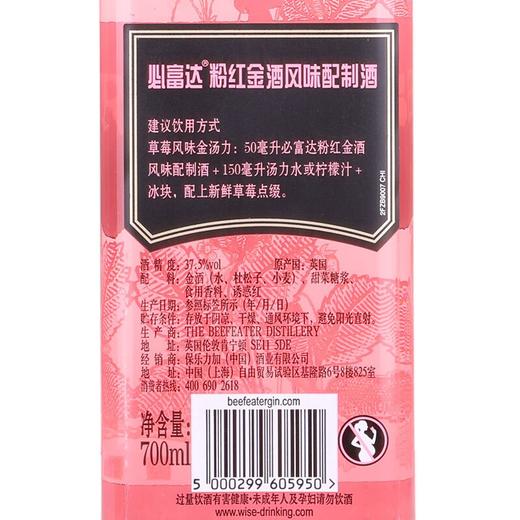 必富达®粉红金酒风味配制酒
建议饮用方式
草莓风味金汤力：50毫升必富达粉红金酒
风味配制酒+150毫升汤力水或柠檬汁+
冰块，配上新鲜草莓点缀。
2FZB9007 CHI
酒精度：37.5%vol 原产国：英国
配料：金酒（水、杜松子、小麦）、甜菜糖浆、
食用香料、诱惑红
生产日期：参照标签所示（年/月/日）
贮存条件：存放于阴凉、干燥、通风环境下，避免阳光直射。
生产商：THE BEEFEATER DISTILLERY
地址：英国伦敦肯宁顿 SE11 5DE
经销商：保乐力加（中国）酒业有限公司
地址：中国（上海）自由贸易试验区基隆路6号8楼825室
消费者热线：400 690 2618
净含量：
700ml
beefeatergin.com
5 000299 605950 >
过量饮酒有害健康·未成年人及孕妇请勿饮酒
www.wise-drinking.com